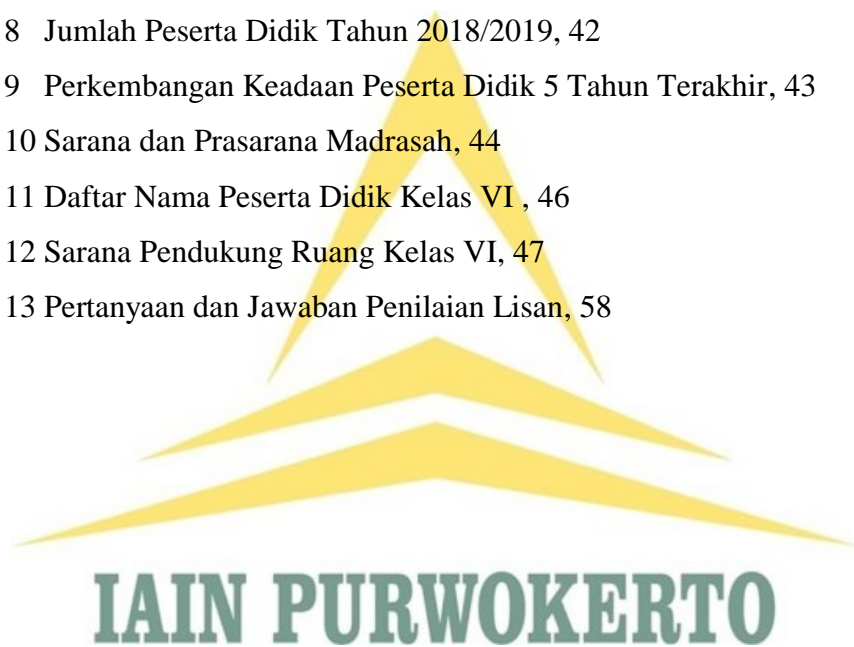 8 Jumlah Peserta Didik Tahun 2018/2019, 42
9 Perkembangan Keadaan Peserta Didik 5 Tahun Terakhir, 43
10 Sarana dan Prasarana Madrasah, 44
11 Daftar Nama Peserta Didik Kelas VI , 46
12 Sarana Pendukung Ruang Kelas VI, 47
13 Pertanyaan dan Jawaban Penilaian Lisan, 58
IAIN PURWOKERTO